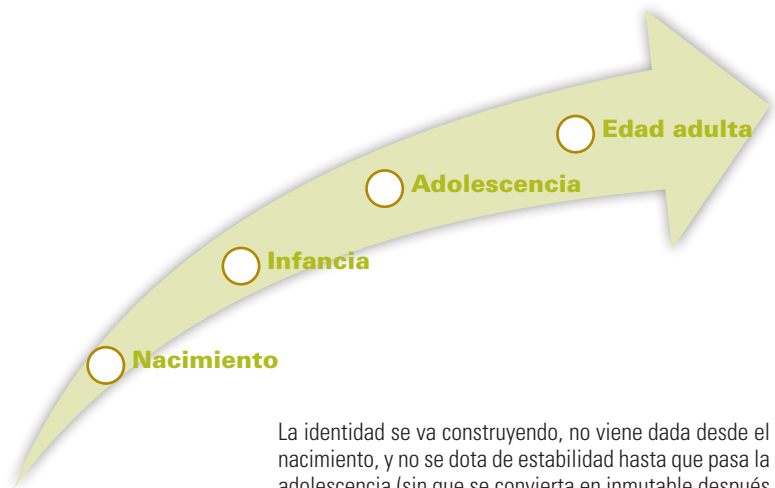 Edad adulta
Adolescencia
Infancia
Nacimiento
La identidad se va construyendo, no viene dada desde el
nacimiento, y no se dota de estabilidad hasta que pasa la
adolescencia (sin que se convierta en inmutable después